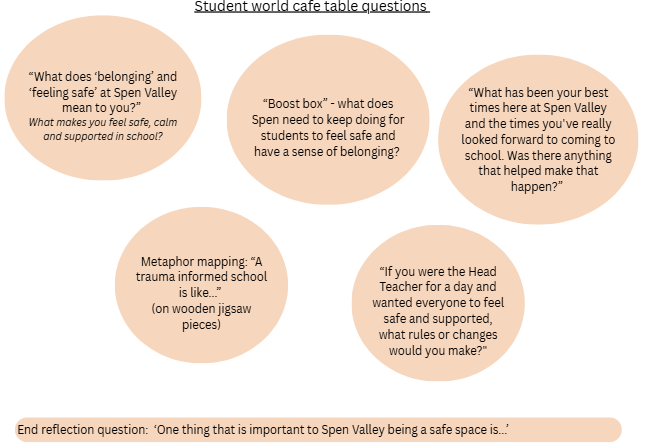 Student world cafe table questions
“What does ‘belonging’ and
‘feeling safe’ at Spen Valley
mean to you?”
What makes you feel safe, calm
and supported in school?
“Boost box” - what does
Spen need to keep doing for
students to feel safe and
have a sense of belonging?
“What has been your best
times here at Spen Valley
and the times you've really
looked forward to coming to
school. Was there anything
that helped make that
happen?”
Metaphor mapping: “A
trauma informed school
is like...”
(on wooden jigsaw
pieces)
“If you were the Head
Teacher for a day and
wanted everyone to feel
safe and supported,
what rules or changes
would you make?"
End reflection question: ‘One thing that is important to Spen Valley being a safe space is...’